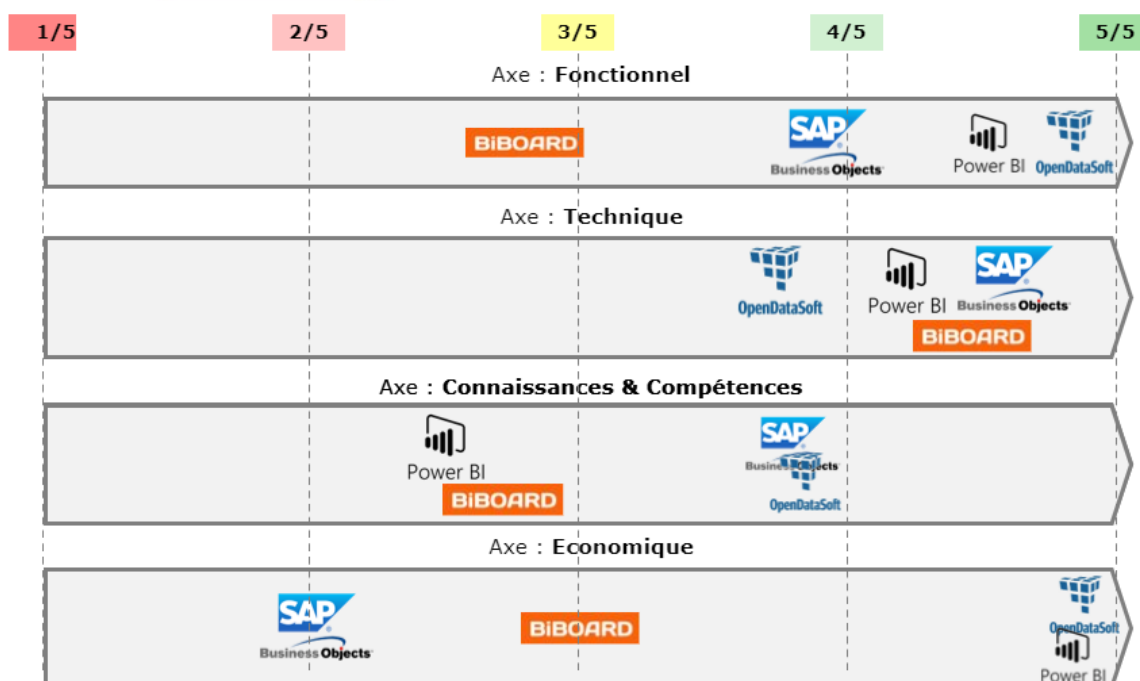 1/5 2/5 3/5 4/5 5/5
Axe : Fonctionnel
BiBOARD SAP Power BI OpenDataSoft
Business Objects
Axe : Technique
OpenDataSoft Power BI SAP
Business Objects
BiBOARD
Axe : Connaissances & Compétences
Power BI SAP
Business Objects
BiBOARD OpenDataSoft
Axe : Economique
SAP BiBOARD OpenDataSoft
Business Objects Power BI